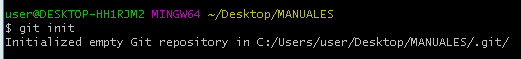 user@DESKTOP-HH1RJM2 MINGW64 ~/Desktop/MANUALES
$ git init
Initialized empty Git repository in C:/Users/user/Desktop/MANUALES/.git/